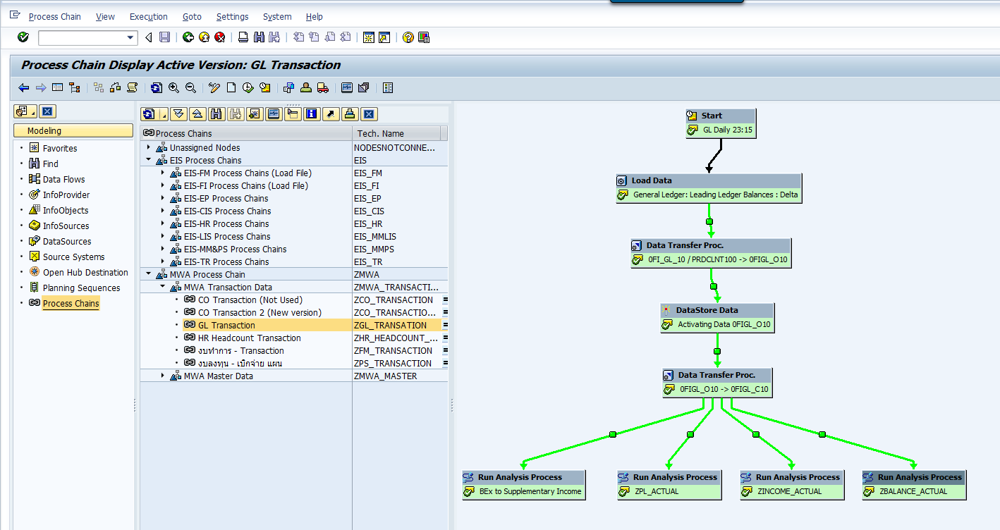 Process Chain View Execution Goto Settings System Help
Process Chain Display Active Version: GL Transaction
Modeling
Favorites
Find
Data Flows
InfoProvider
InfoObjects
InfoSources
DataSources
Source Systems
Open Hub Destination
Planning Sequences
Process Chains
Process Chains Tech. Name
Unassigned Nodes NODESNOTCONNE...
EIS Process Chains EIS
EIS-FM Process Chains (Load File) EIS_FM
EIS-FI Process Chains (Load File) EIS_FI
EIS-EP Process Chains EIS_EP
EIS-CIS Process Chains EIS_CIS
EIS-HR Process Chains EIS_HR
EIS-LIS Process Chains EIS_MMLIS
EIS-MM&PS Process Chains EIS_MMPS
EIS-TR Process Chains EIS_TR
MWA Process Chain ZMWA
MWA Transaction Data ZMWA_TRANSACTI...
CO Transaction (Not Used) ZCO_TRANSACTION
CO Transaction 2 (New version) ZCO_TRANSACTIO...
GL Transaction ZGL_TRANSATION
HR Headcount Transaction ZHR_HEADCOUNT_...
งบทำการ - Transaction ZFM_TRANSACTION
งบลงทุน - เบิกจ่าย แผน ZPS_TRANSACTION
MWA Master Data ZMWA_MASTER
Start
GL Daily 23:15
Load Data
General Ledger: Leading Ledger Balances : Delta
Data Transfer Proc.
0FI_GL_10 / PRDCLNT100 -> 0FIGL_O10
DataStore Data
Activating Data 0FIGL_O10
Data Transfer Proc.
0FIGL_O10 -> 0FIGL_C10
Run Analysis Process
BEx to Supplementary Income
Run Analysis Process
ZPL_ACTUAL
Run Analysis Process
ZINCOME_ACTUAL
Run Analysis Process
ZBALANCE_ACTUAL